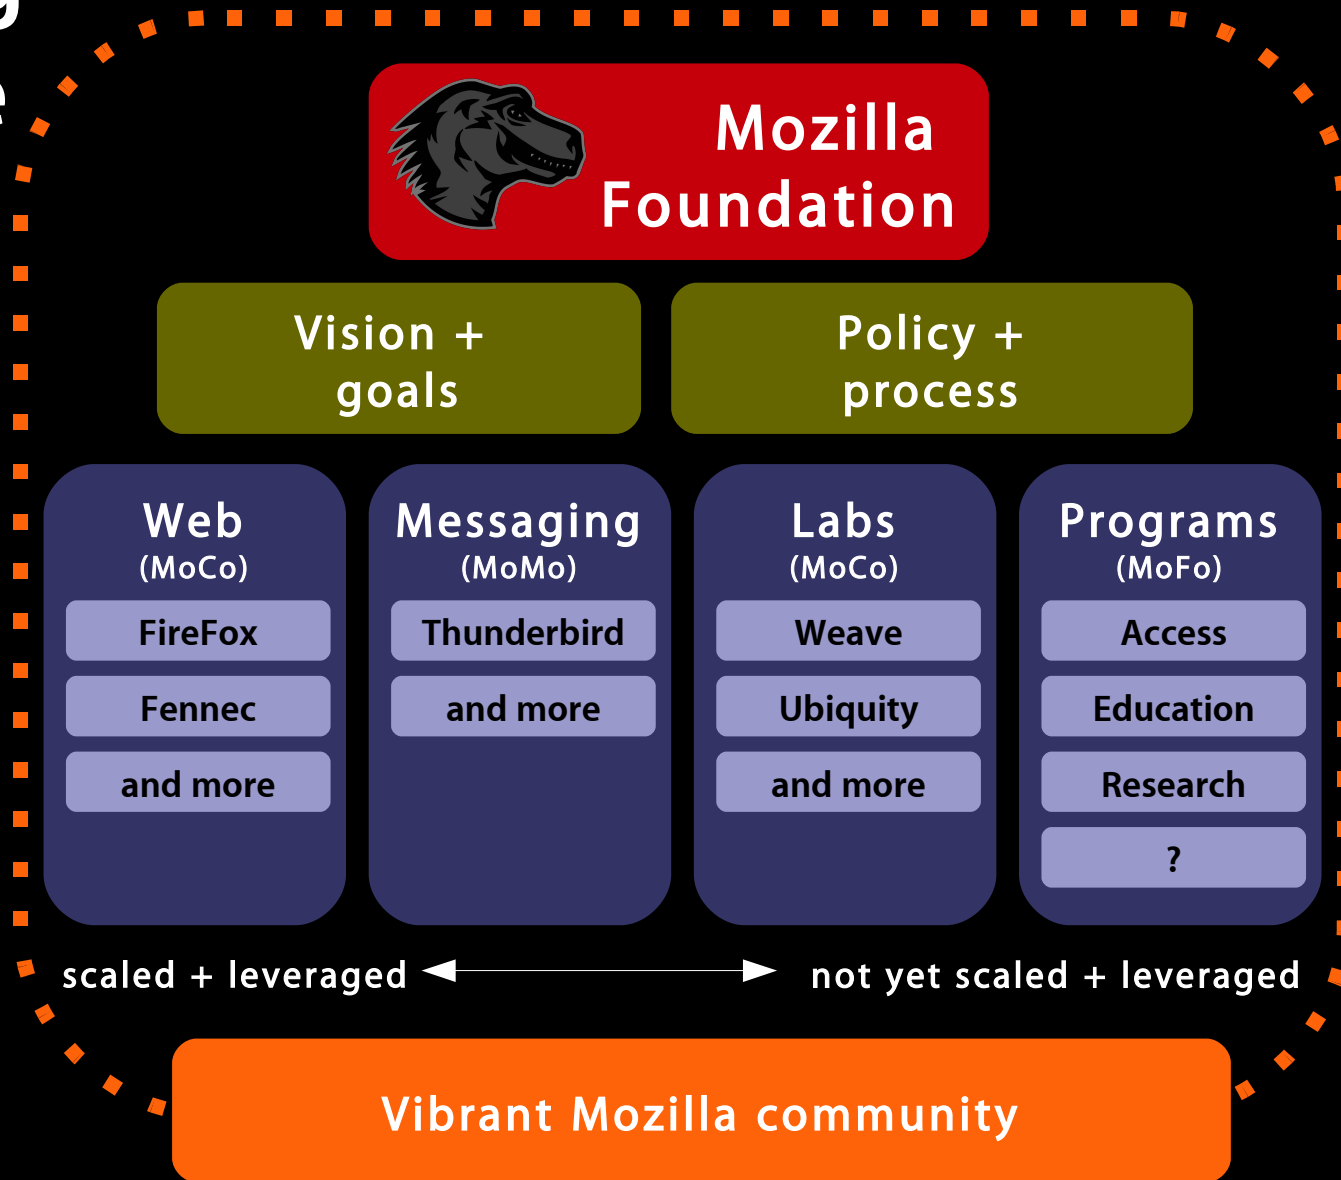 g
e
Mozilla
Foundation
Vision +
goals
Policy +
process
Web
(MoCo)
FireFox
Fennec
and more
Messaging
(MoMo)
Thunderbird
and more
Labs
(MoCo)
Weave
Ubiquity
and more
Programs
(MoFo)
Access
Education
Research
?
scaled + leveraged
not yet scaled + leveraged
Vibrant Mozilla community